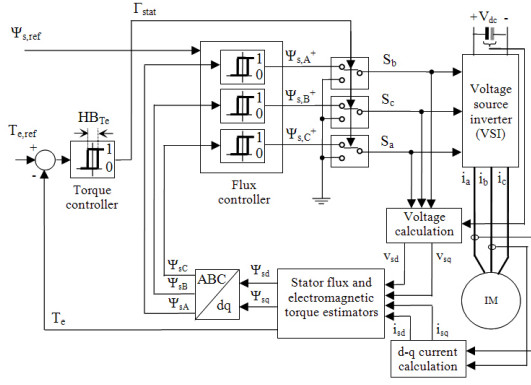 Γstat
+ Vdc -
Ψs,ref
1
0
Ψs,A+
Sb
1
0
Ψs,B+
Sc
Voltage
source
inverter
(VSI)
HBTe
Te,ref
+
-
1
0
1
0
Ψs,C+
Sa
Torque
controller
Flux
controller
ia ib ic
Voltage
calculation
vsd vsq
ΨsC
ΨsB
ΨsA
ABC
dq
Ψsd
Ψsq
Stator flux and
electromagnetic
torque estimators
IM
Te
isd
isq
d-q current
calculation